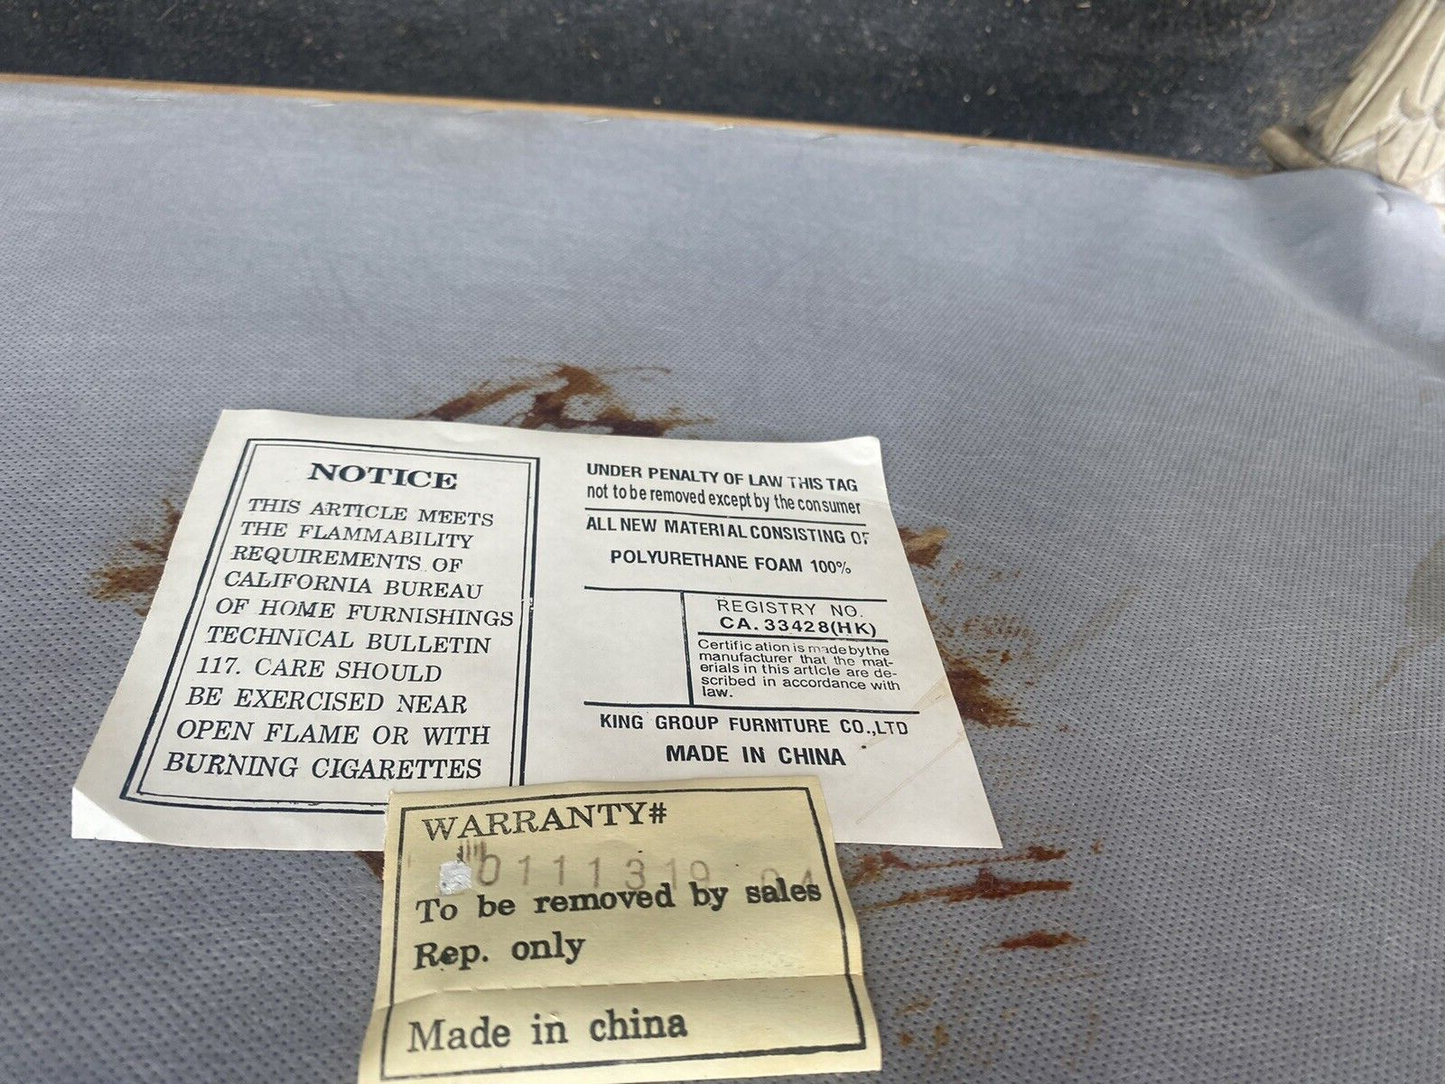 NOTICE
THIS ARTICLE MEETS
THE FLAMMABILITY
REQUIREMENTS OF
CALIFORNIA BUREAU
OF HOME FURNISHINGS
TECHNICAL BULLETIN
117. CARE SHOULD
BE EXERCISED NEAR
OPEN FLAME OR WITH
BURNING CIGARETTES
UNDER PENALTY OF LAW THIS TAG
not to be removed except by the consumer
ALL NEW MATERIAL CONSISTING OF
POLYURETHANE FOAM 100%
REGISTRY NO.
CA. 33428(HK)
Certification is made by the
manufacturer that the mat-
erials in this article are de-
scribed in accordance with
law.
KING GROUP FURNITURE CO.,LTD
MADE IN CHINA
WARRANTY#
0111319 04
To be removed by sales
Rep. only
Made in china